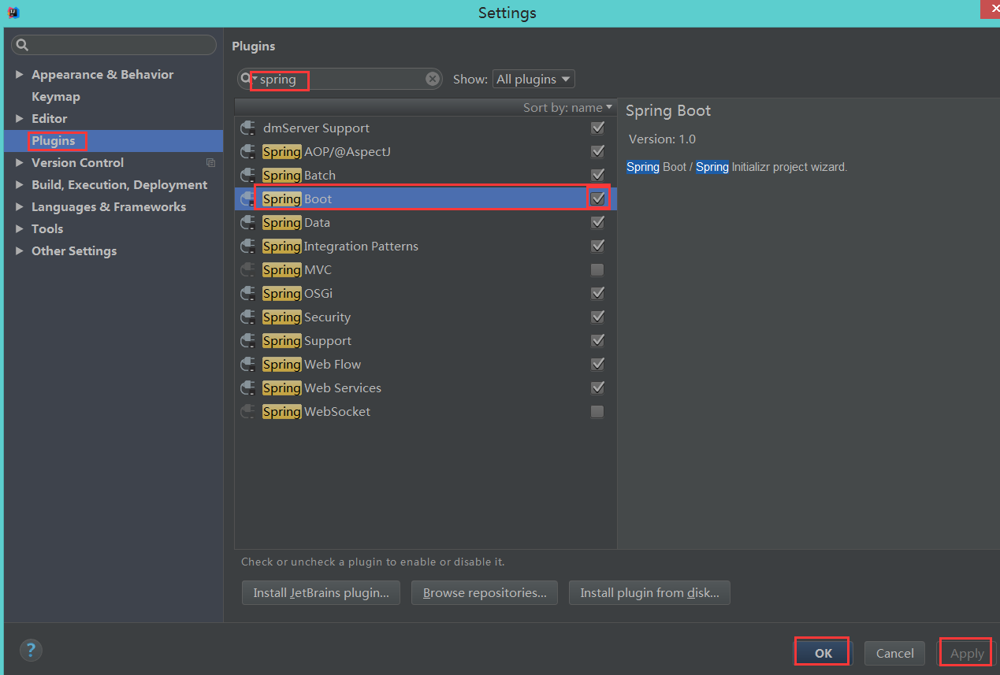 Settings
Plugins
Appearance & Behavior
Keymap
Editor
Plugins
Version Control
Build, Execution, Deployment
Languages & Frameworks
Tools
Other Settings
spring
Show: All plugins
Sort by: name
dmServer Support
Spring AOP/@AspectJ
Spring Batch
Spring Boot
Spring Data
Spring Integration Patterns
Spring MVC
Spring OSGi
Spring Security
Spring Support
Spring Web Flow
Spring Web Services
Spring WebSocket
Spring Boot
Version: 1.0
Spring Boot / Spring Initializr project wizard.
Check or uncheck a plugin to enable or disable it.
Install JetBrains plugin...
Browse repositories...
Install plugin from disk...
?
OK
Cancel
Apply